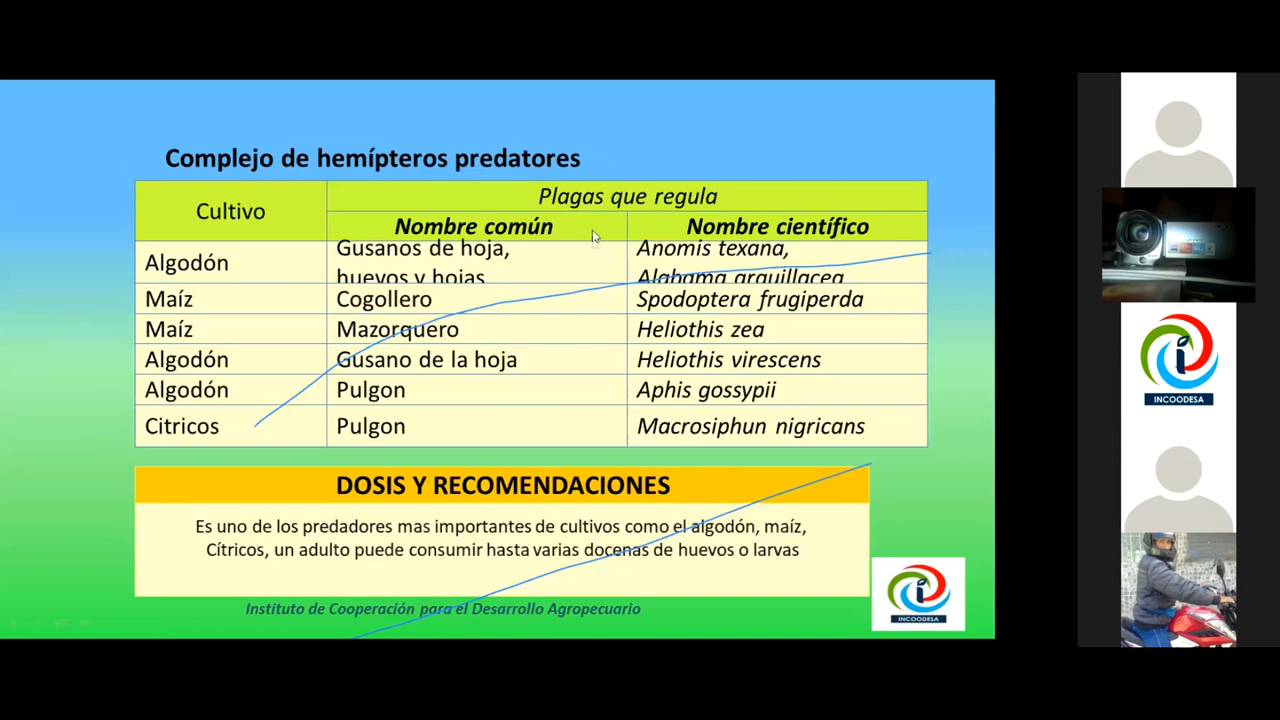 Complejo de hemípteros predatores
Cultivo
Plagas que regula
Nombre común
Nombre científico
Algodón
Gusanos de hoja,
huevos y hojas
Anomis texana,
Alabama arguillacea
Maíz
Cogollero
Spodoptera frugiperda
Maíz
Mazorquero
Heliothis zea
Algodón
Gusano de la hoja
Heliothis virescens
Algodón
Pulgon
Aphis gossypii
Citricos
Pulgon
Macrosiphun nigricans
DOSIS Y RECOMENDACIONES
Es uno de los predadores mas importantes de cultivos como el algodón, maíz,
Cítricos, un adulto puede consumir hasta varias docenas de huevos o larvas
Instituto de Cooperación para el Desarrollo Agropecuario
INCOODESA
INCOODESA